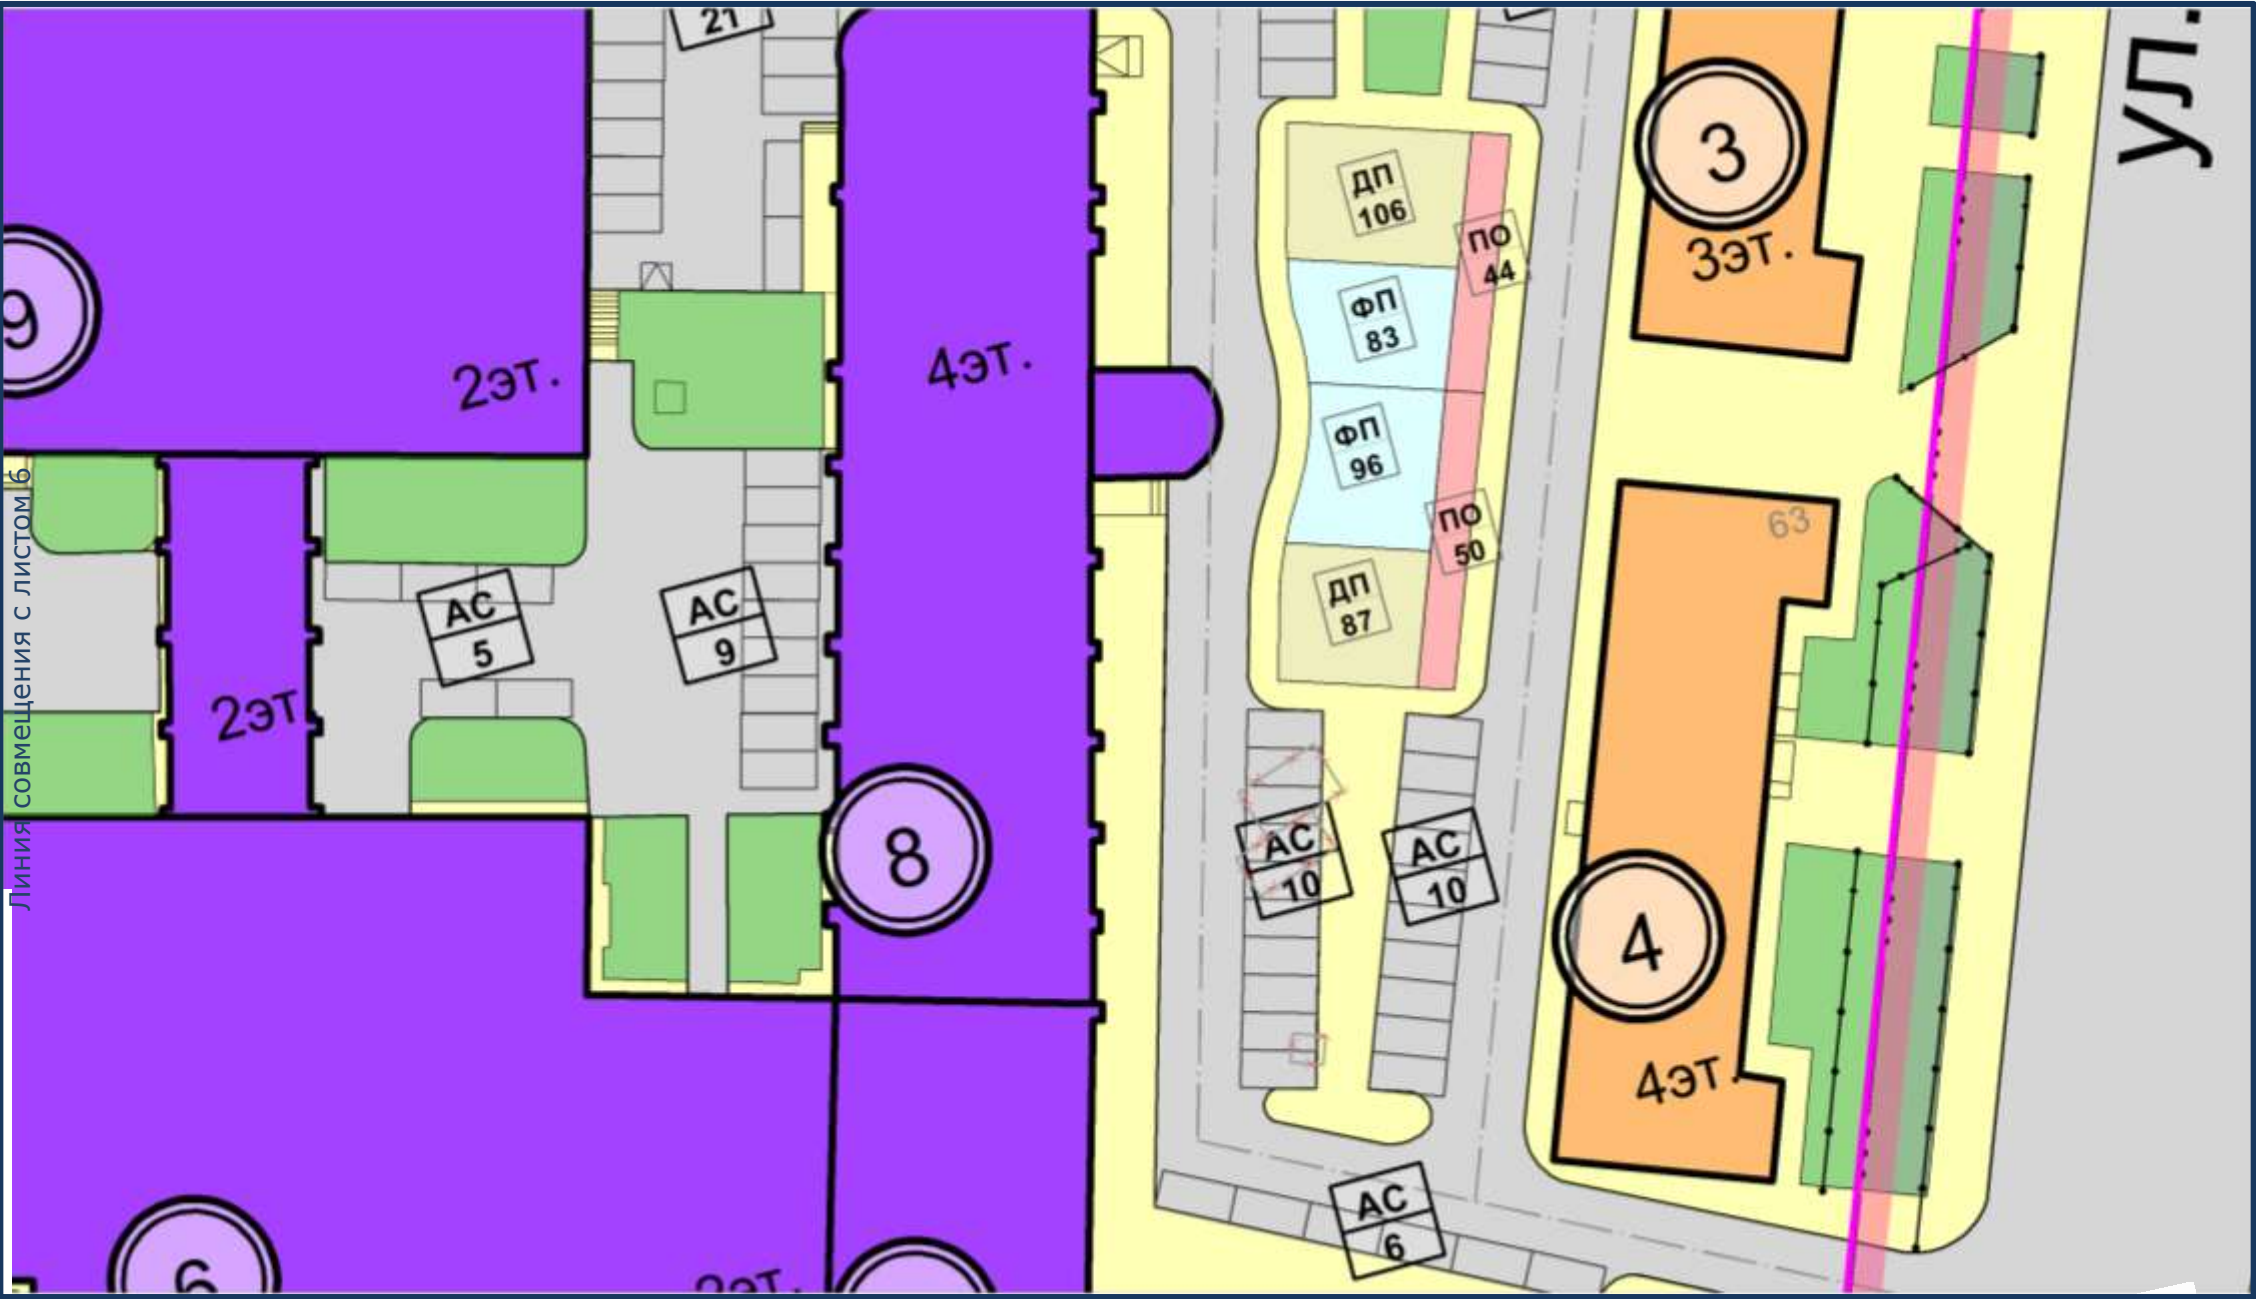 21
ул.
3
3эт.
ДП
106
ПО
44
ФП
83
9
2эт.
4эт.
ФП
96
63
ПО
50
ДП
87
АС
5
АС
9
2эт
Линия совмещения с листом 6
8
АС
10
АС
10
4
4эт.
АС
6
6